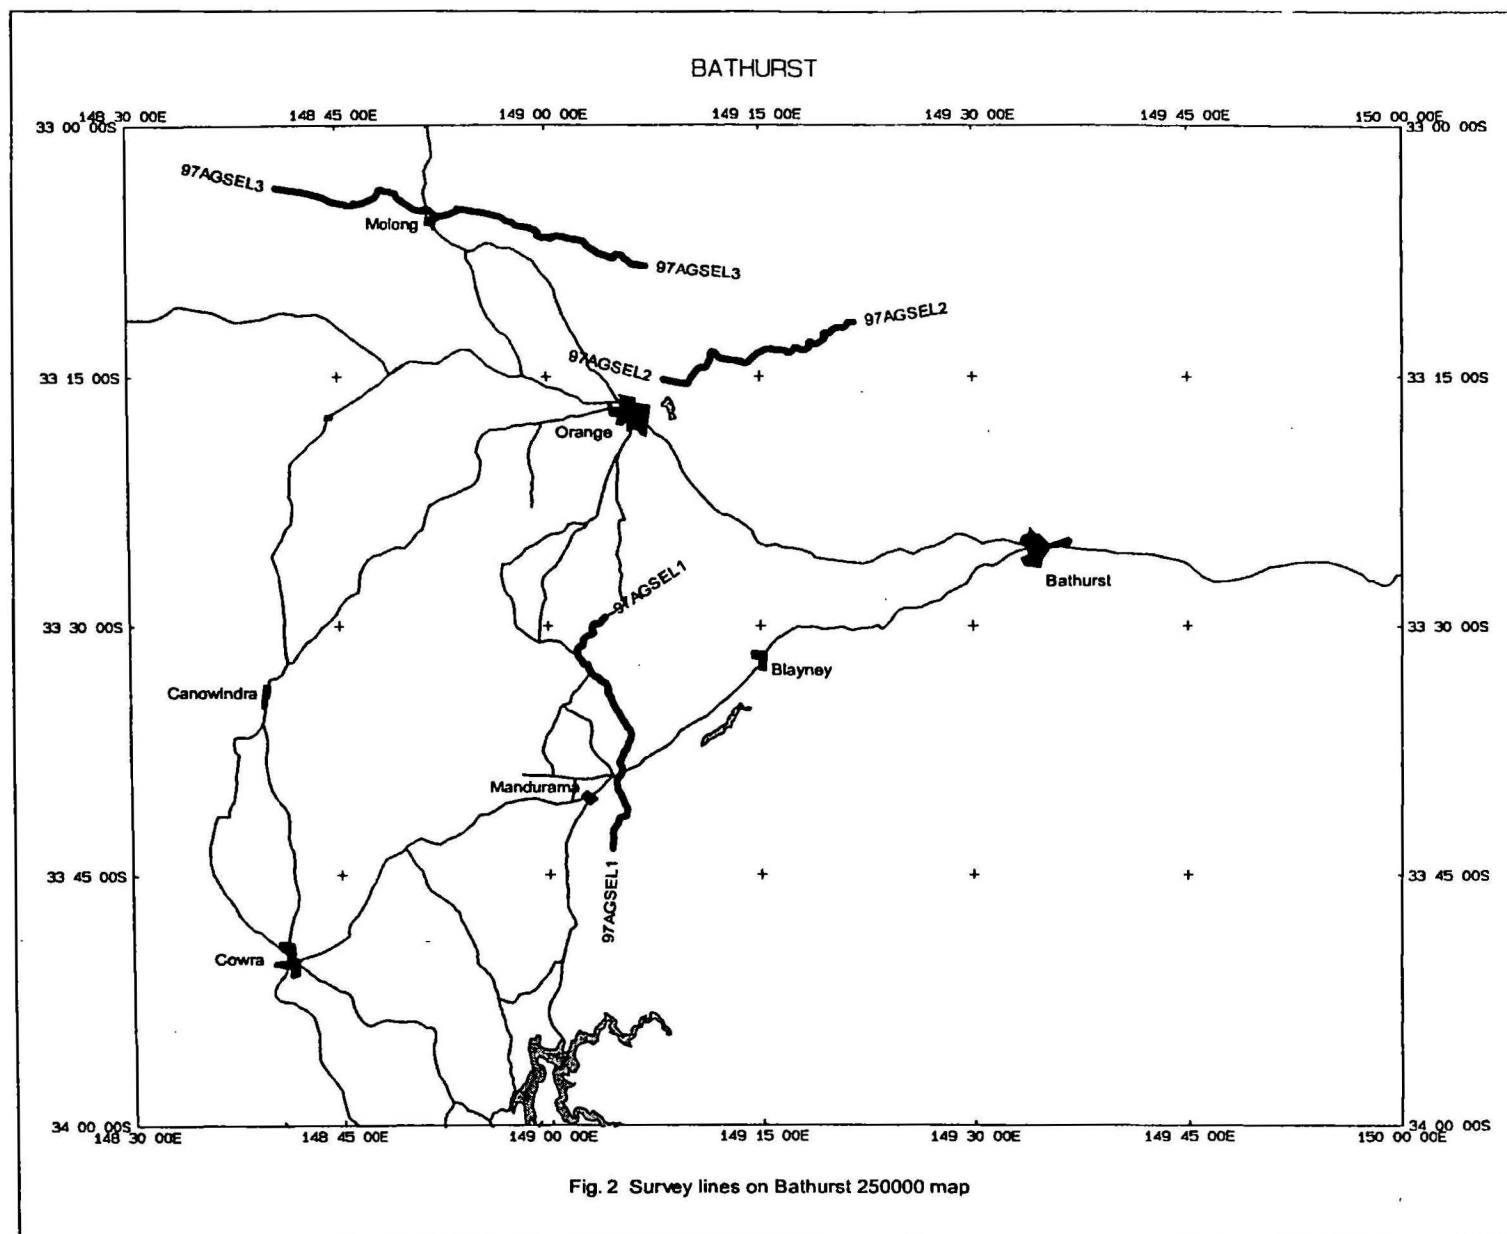 BATHURST
148 30 00E 148 45 00E 149 00 00E 149 15 00E 149 30 00E 149 45 00E 150 00 00E
33 00 00S 33 00 00S
97AGSEL3
Molong
97AGSEL3
97AGSEL2
97AGSEL2
33 15 00S 33 15 00S
Orange
Bathurst
97AGSEL1
33 30 00S 33 30 00S
Blayney
Canowindra
Mandurama
33 45 00S 33 45 00S
97AGSEL1
Cowra
34 00 00S 34 00 00S
148 30 00E 148 45 00E 149 00 00E 149 15 00E 149 30 00E 149 45 00E 150 00 00E
Fig. 2 Survey lines on Bathurst 250000 map